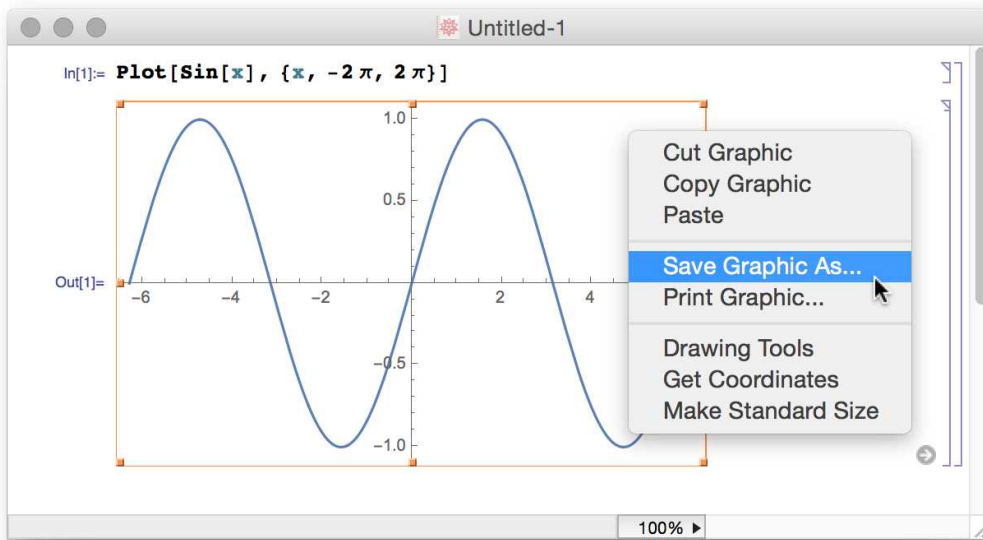 Untitled-1
In[1]:= Plot[Sin[x], {x, -2 π, 2 π}]
Out[1]=
1.0
0.5
-6 -4 -2 2 4
-0.5
-1.0
Cut Graphic
Copy Graphic
Paste
Save Graphic As...
Print Graphic...
Drawing Tools
Get Coordinates
Make Standard Size
100%